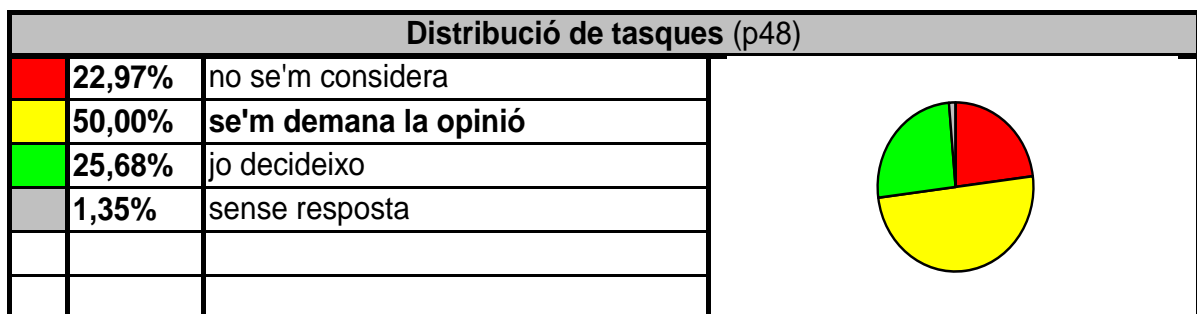 Distribució de tasques (p48)
22,97% no se'm considera
50,00% se'm demana la opinió
25,68% jo decideixo
1,35% sense resposta